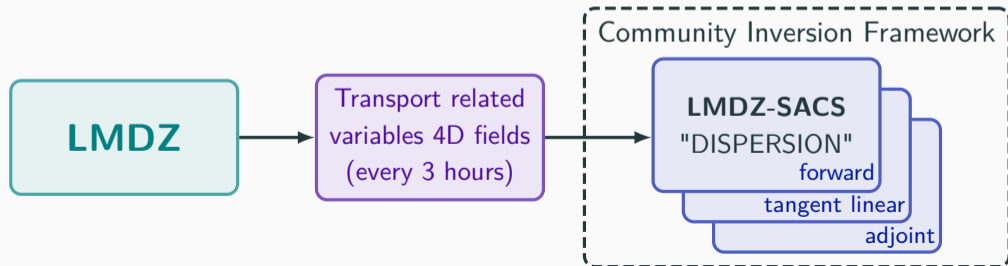 LMDZ
Transport related
variables 4D fields
(every 3 hours)
Community Inversion Framework
LMDZ-SACS
"DISPERSION"
forward
tangent linear
adjoint